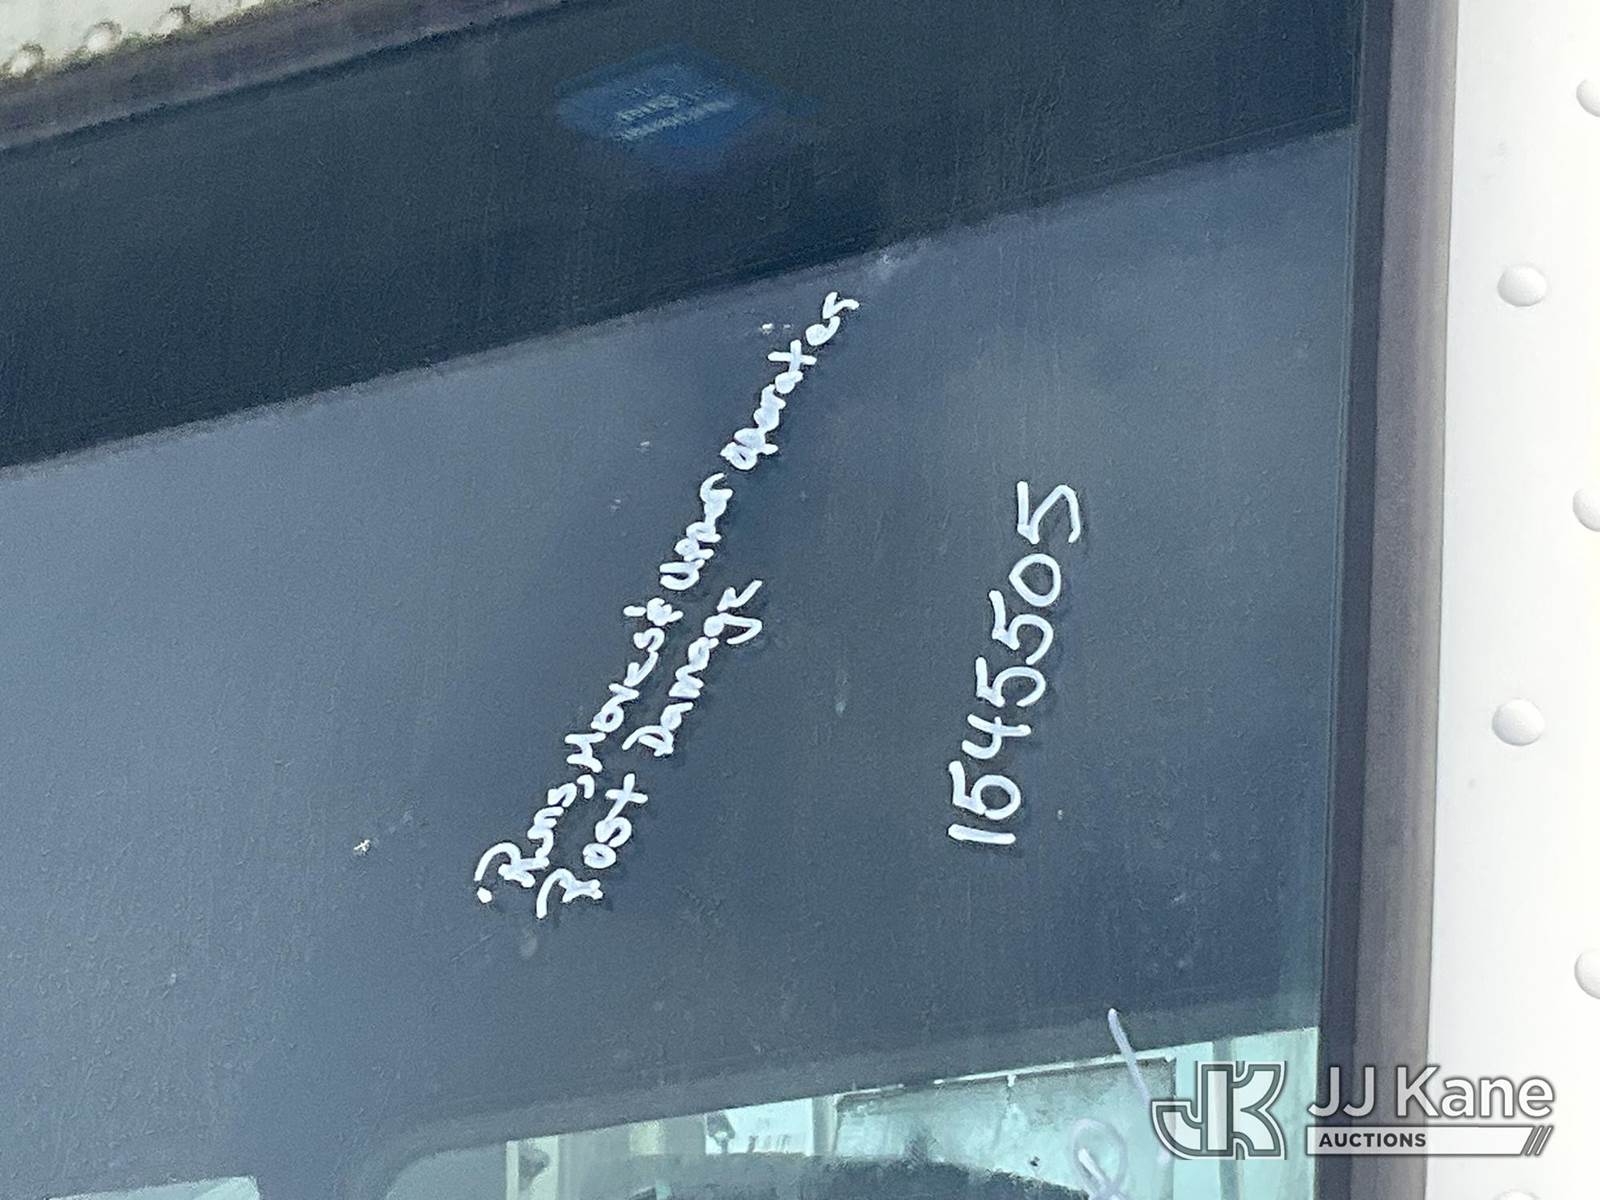 . Runs, Moves & Upper Operates
Rust Damage
1545505
JJ Kane
AUCTIONS